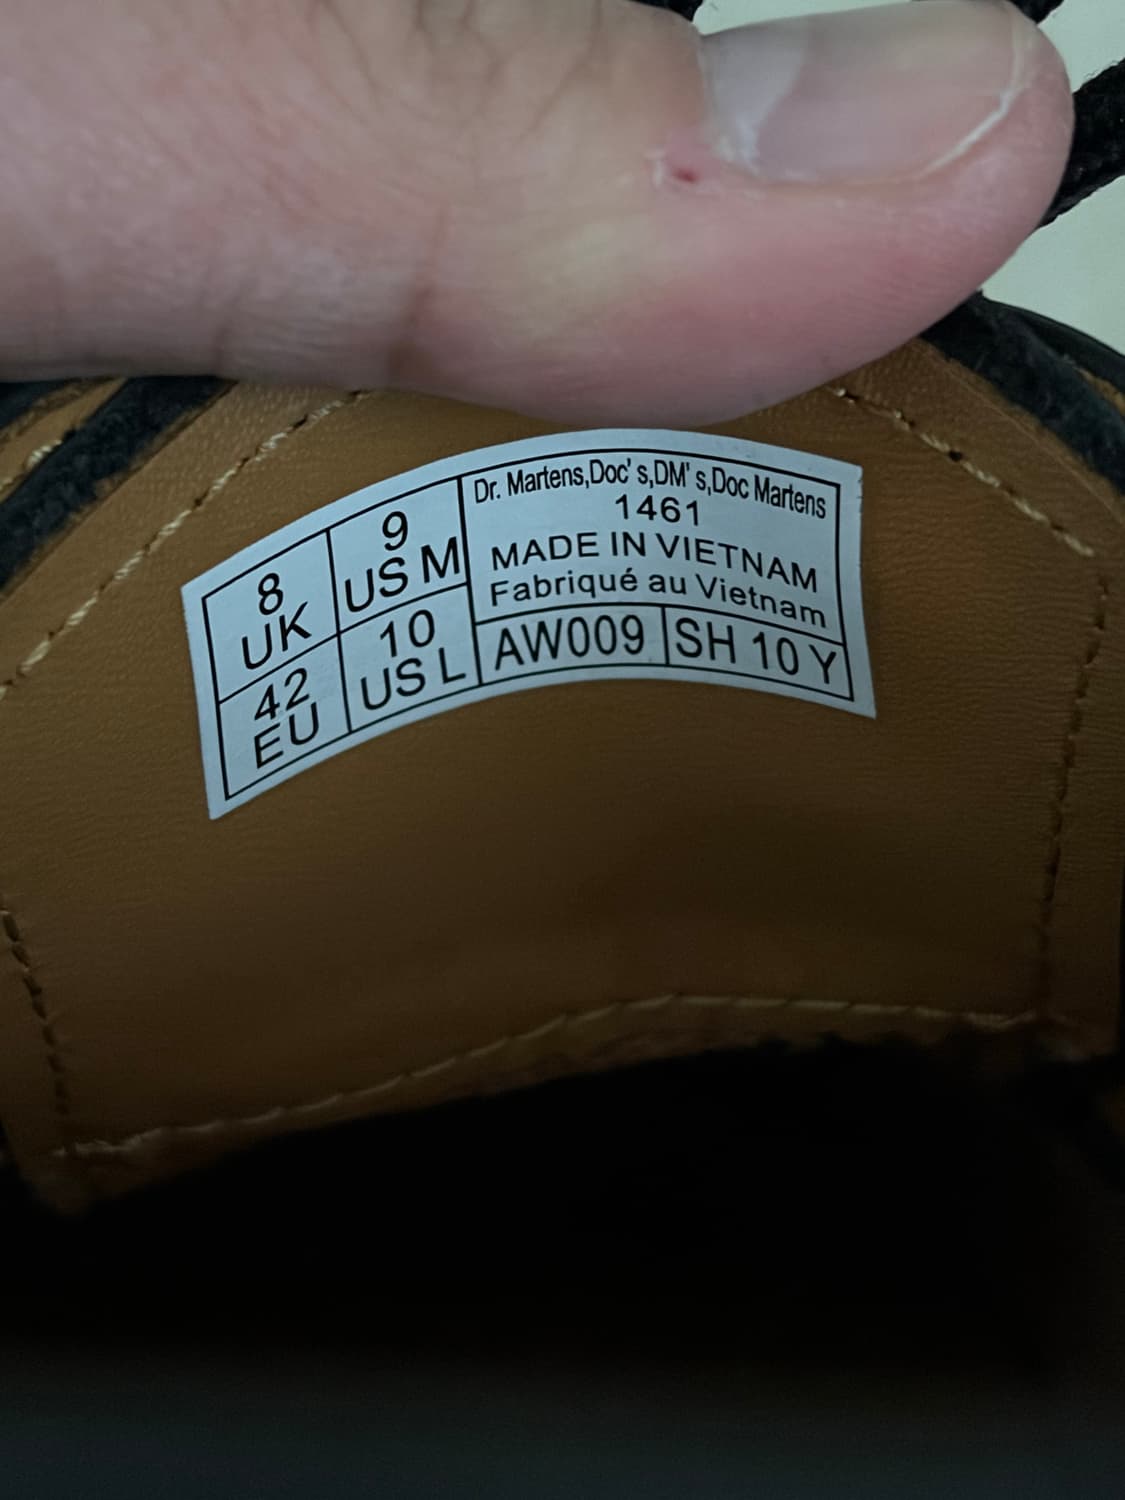 8
UK
9
US M
42
EU
10
US L
Dr. Martens,Doc's,DM's,Doc Martens
1461
MADE IN VIETNAM
Fabriqué au Vietnam
AW009
SH 10 Y